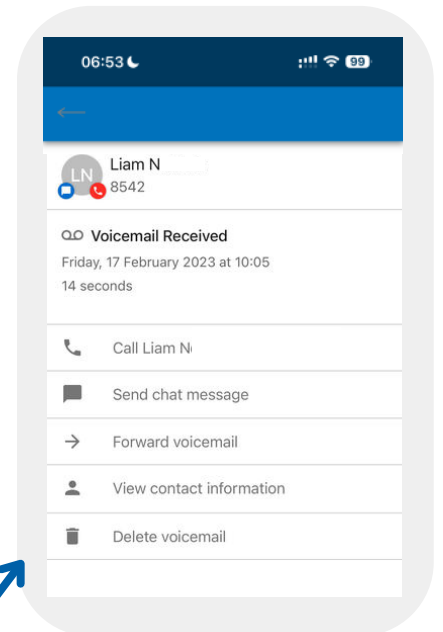 06:53
99
LN
Liam N
8542
Voicemail Received
Friday, 17 February 2023 at 10:05
14 seconds
Call Liam N
Send chat message
Forward voicemail
View contact information
Delete voicemail